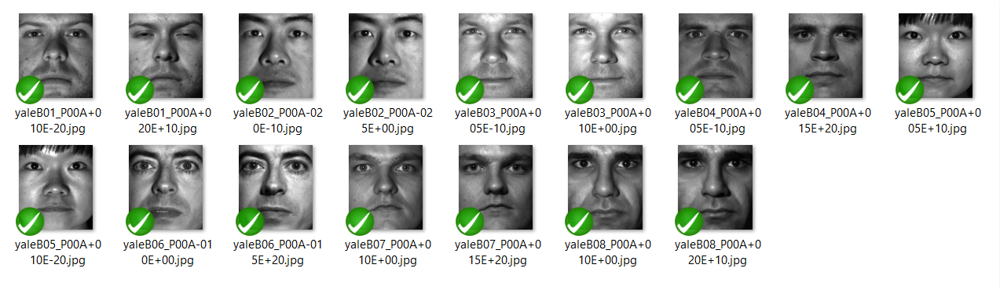 yaleB01_P00A+0 yaleB01_P00A+0 yaleB02_P00A-02 yaleB02_P00A-02 yaleB03_P00A+0 yaleB03_P00A+0 yaleB04_P00A+0 yaleB04_P00A+0 yaleB05_P00A+0
10E-20.jpg 20E+10.jpg 0E-10.jpg 5E+00.jpg 05E-10.jpg 10E+00.jpg 05E-10.jpg 15E+20.jpg 05E+10.jpg
yaleB05_P00A+0 yaleB06_P00A-01 yaleB06_P00A-01 yaleB07_P00A+0 yaleB07_P00A+0 yaleB08_P00A+0 yaleB08_P00A+0
10E-20.jpg 0E+00.jpg 5E+20.jpg 10E+00.jpg 15E+20.jpg 10E+00.jpg 20E+10.jpg